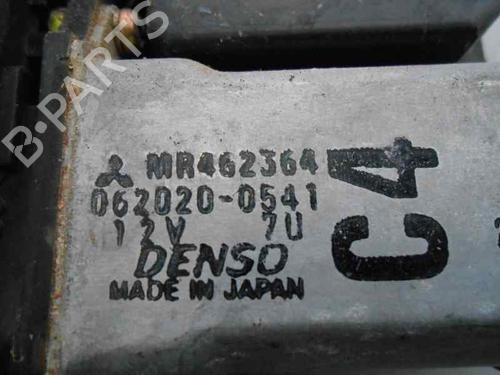 B-PARTS
MR462364
062020-0541
12V 7U
DENSO
MADE IN JAPAN
C4